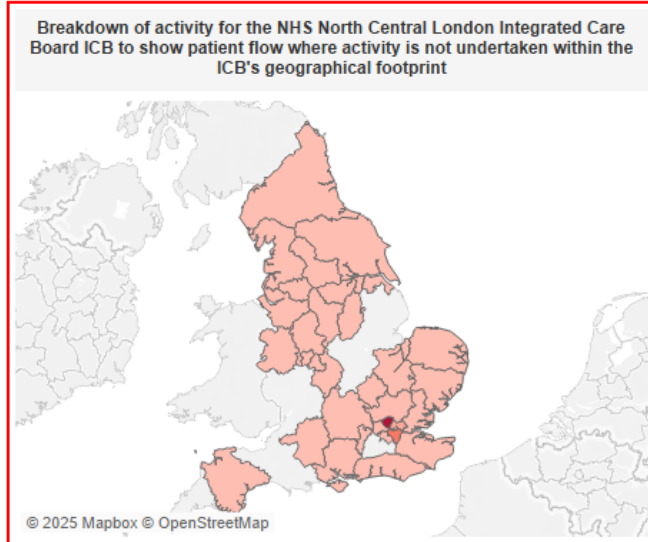 Breakdown of activity for the NHS North Central London Integrated Care
Board ICB to show patient flow where activity is not undertaken within the
ICB's geographical footprint
© 2025 Mapbox © OpenStreetMap